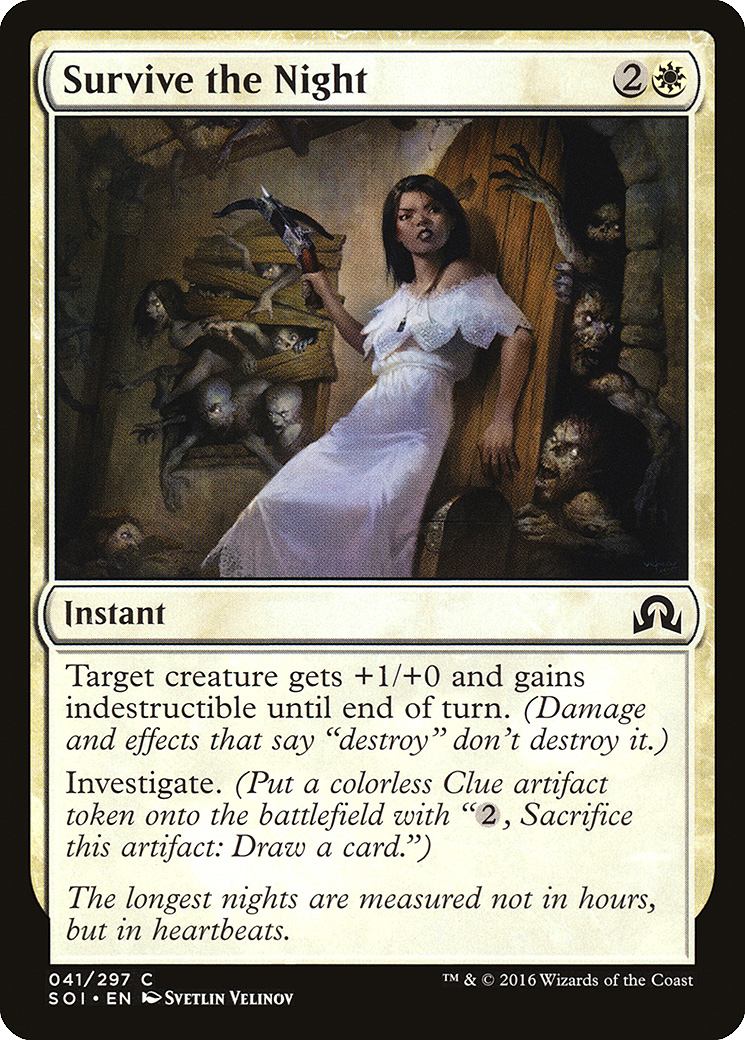 Survive the Night 2
Instant
Target creature gets +1/+0 and gains
indestructible until end of turn. (Damage
and effects that say “destroy” don’t destroy it.)
Investigate. (Put a colorless Clue artifact
token onto the battlefield with “2, Sacrifice
this artifact: Draw a card.”)
The longest nights are measured not in hours,
but in heartbeats.
041/297 C
SOI • EN Svetlin Velinov
™ & © 2016 Wizards of the Coast